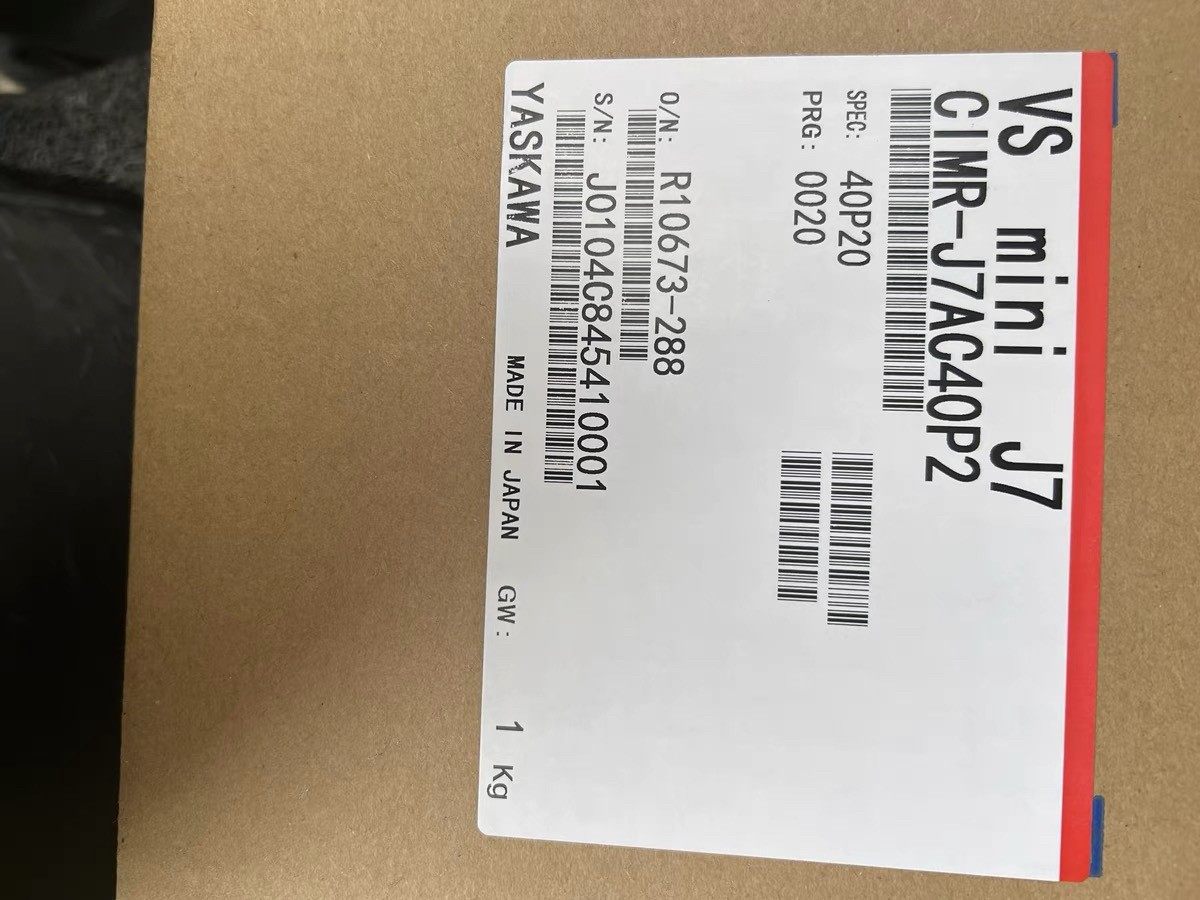 VS mini J7
CIMR-J7AC40P2
SPEC: 40P20
PRG: 0020
O/N: R10673-288
S/N: J0104C845410001
YASKAWA MADE IN JAPAN GW: 1 Kg